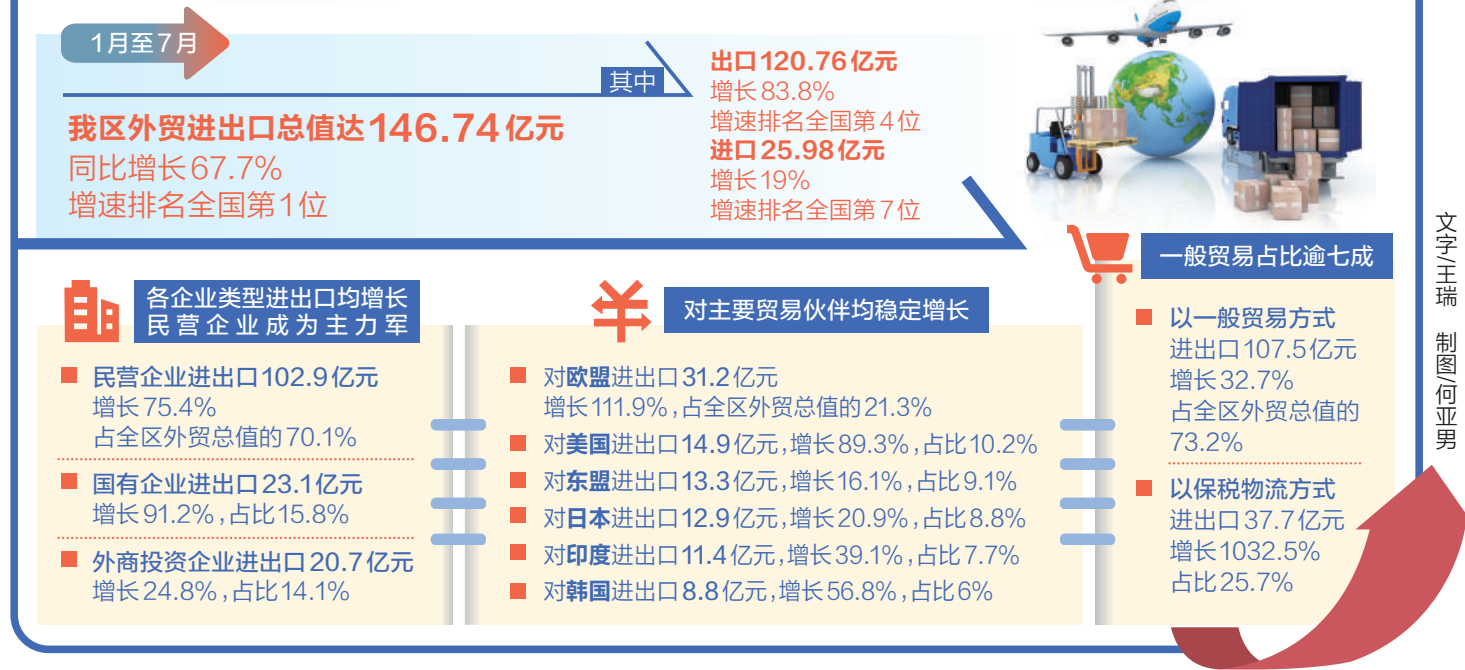 1月至7月
我区外贸进出口总值达146.74亿元
同比增长67.7%
增速排名全国第1位
其中
出口120.76亿元
增长83.8%
增速排名全国第4位
进口25.98亿元
增长19%
增速排名全国第7位
各企业类型进出口均增长
民营企业成为主力军
民营企业进出口102.9亿元
增长75.4%
占全区外贸总值的70.1%
国有企业进出口23.1亿元
增长91.2%,占比15.8%
外商投资企业进出口20.7亿元
增长24.8%,占比14.1%
对主要贸易伙伴均稳定增长
对欧盟进出口31.2亿元
增长111.9%,占全区外贸总值的21.3%
对美国进出口14.9亿元,增长89.3%,占比10.2%
对东盟进出口13.3亿元,增长16.1%,占比9.1%
对日本进出口12.9亿元,增长20.9%,占比8.8%
对印度进出口11.4亿元,增长39.1%,占比7.7%
对韩国进出口8.8亿元,增长56.8%,占比6%
一般贸易占比逾七成
以一般贸易方式
进出口107.5亿元
增长32.7%
占全区外贸总值的
73.2%
以保税物流方式
进出口37.7亿元
增长1032.5%
占比25.7%
文字/王瑞 制图/何亚男